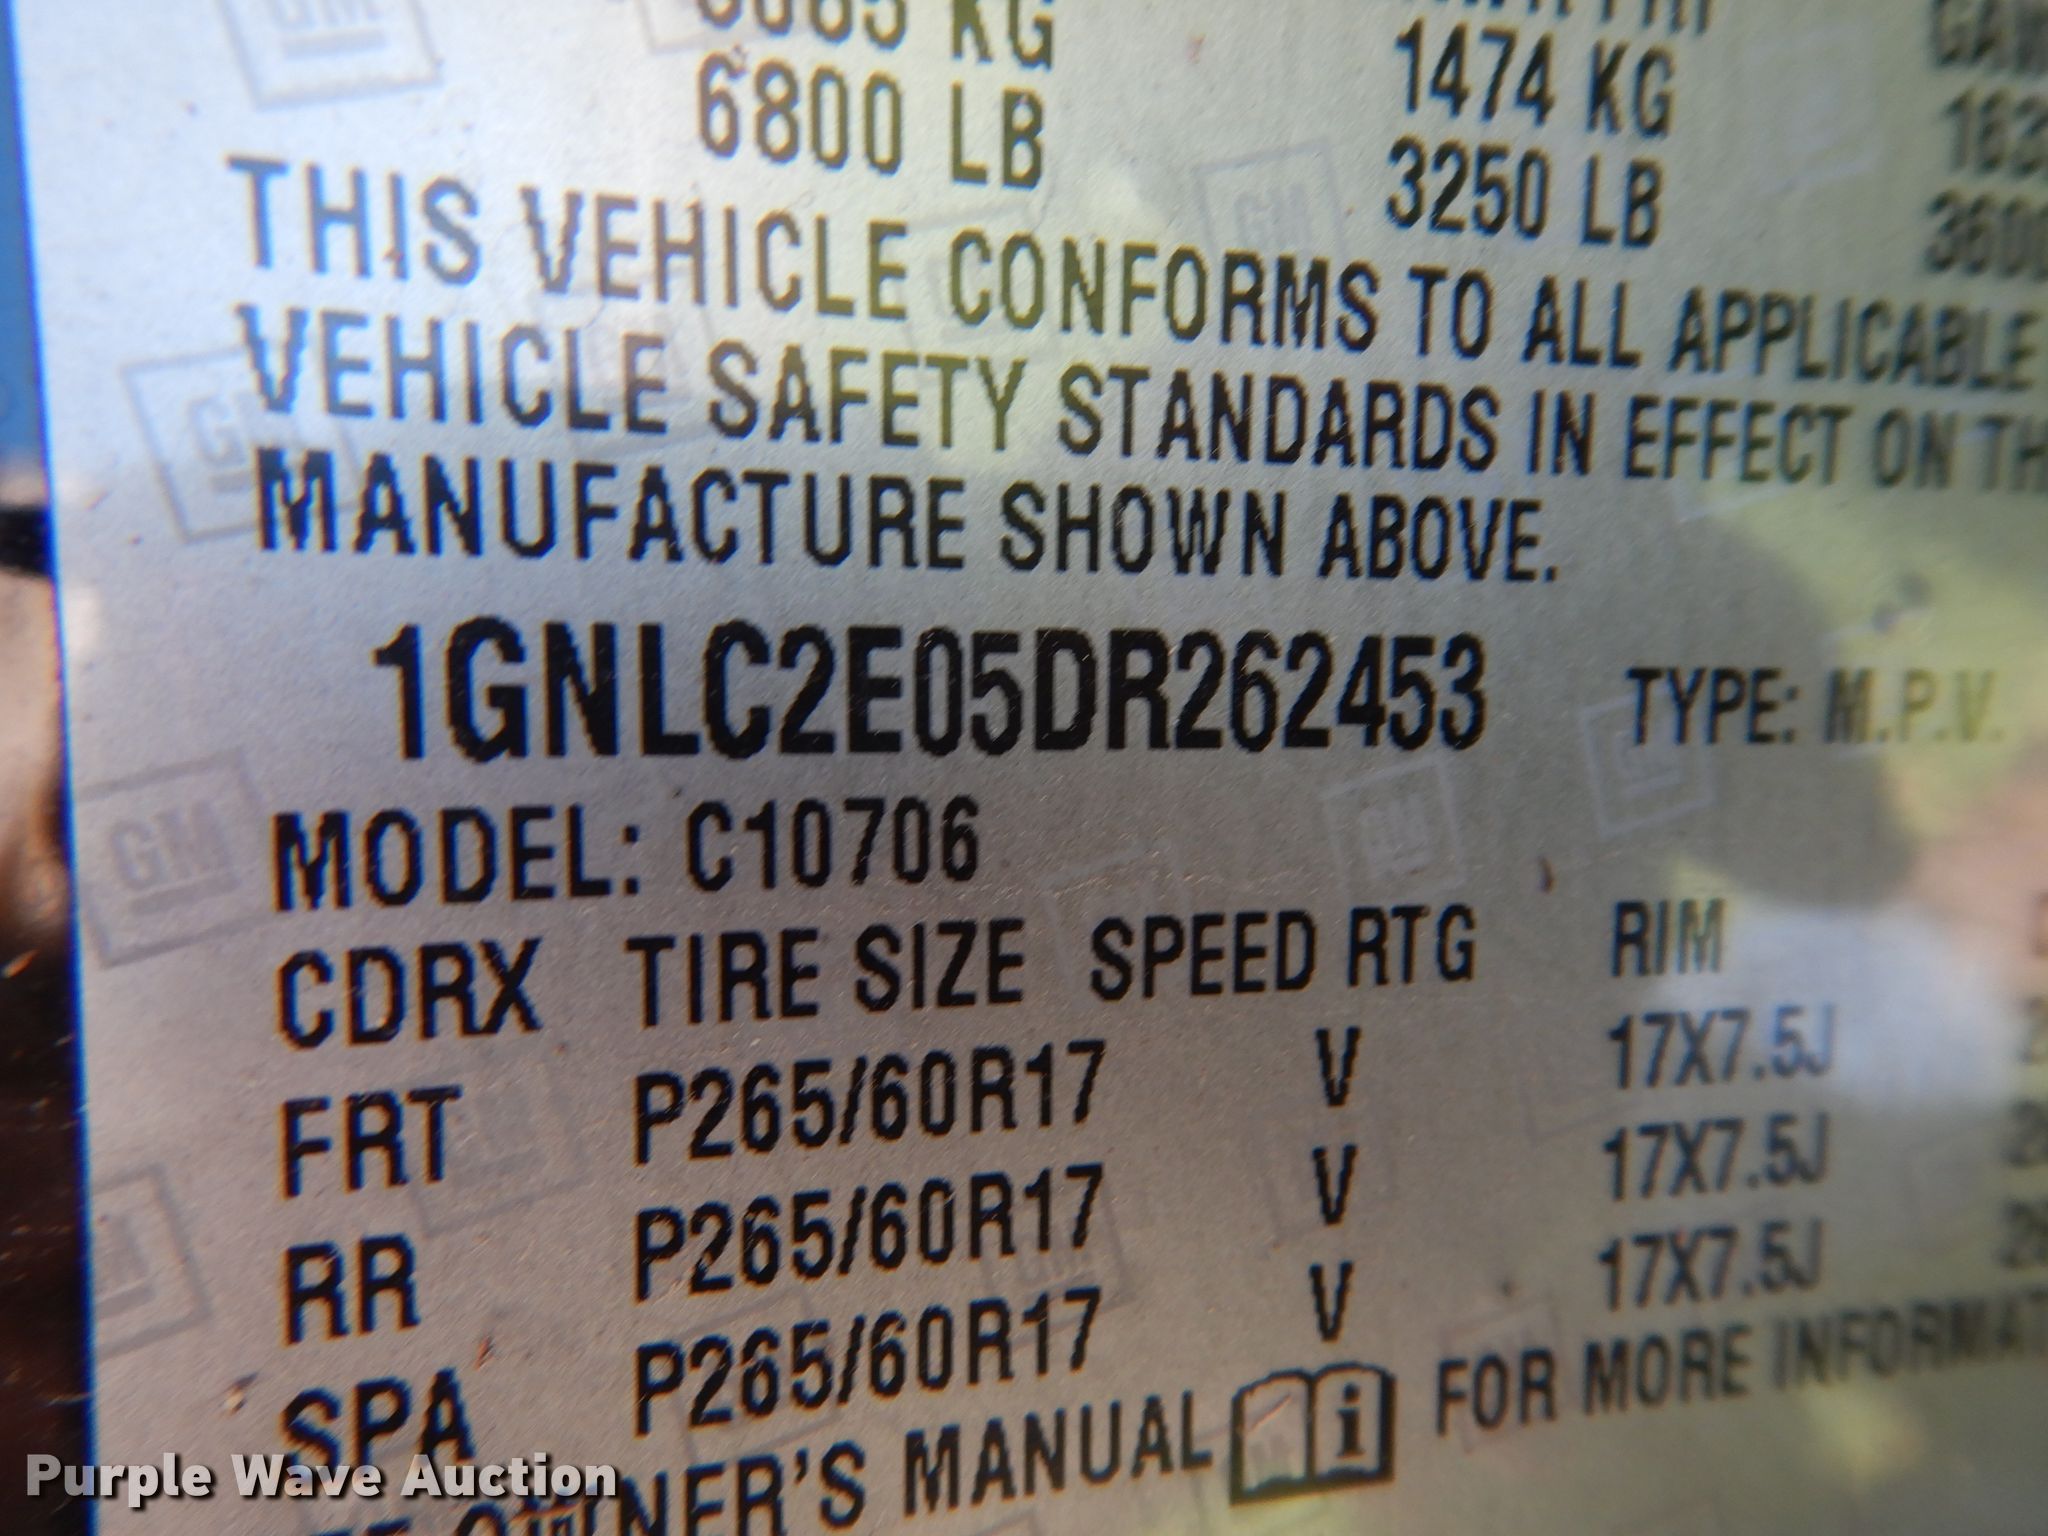 KG
6800 LB 1474 KG
3250 LB
THIS VEHICLE CONFORMS TO ALL APPLICABLE
VEHICLE SAFETY STANDARDS IN EFFECT ON
MANUFACTURE SHOWN ABOVE.
1GNLC2E05DR262453 TYPE: M.P.V.
MODEL: C10706
CDRX TIRE SIZE SPEED RTG RIM
FRT P265/60R17 V 17X7.5J
RR P265/60R17 V 17X7.5J
SPA P265/60R17 V 17X7.5J
OWNER'S MANUAL FOR MORE
GM
Purple Wave Auction